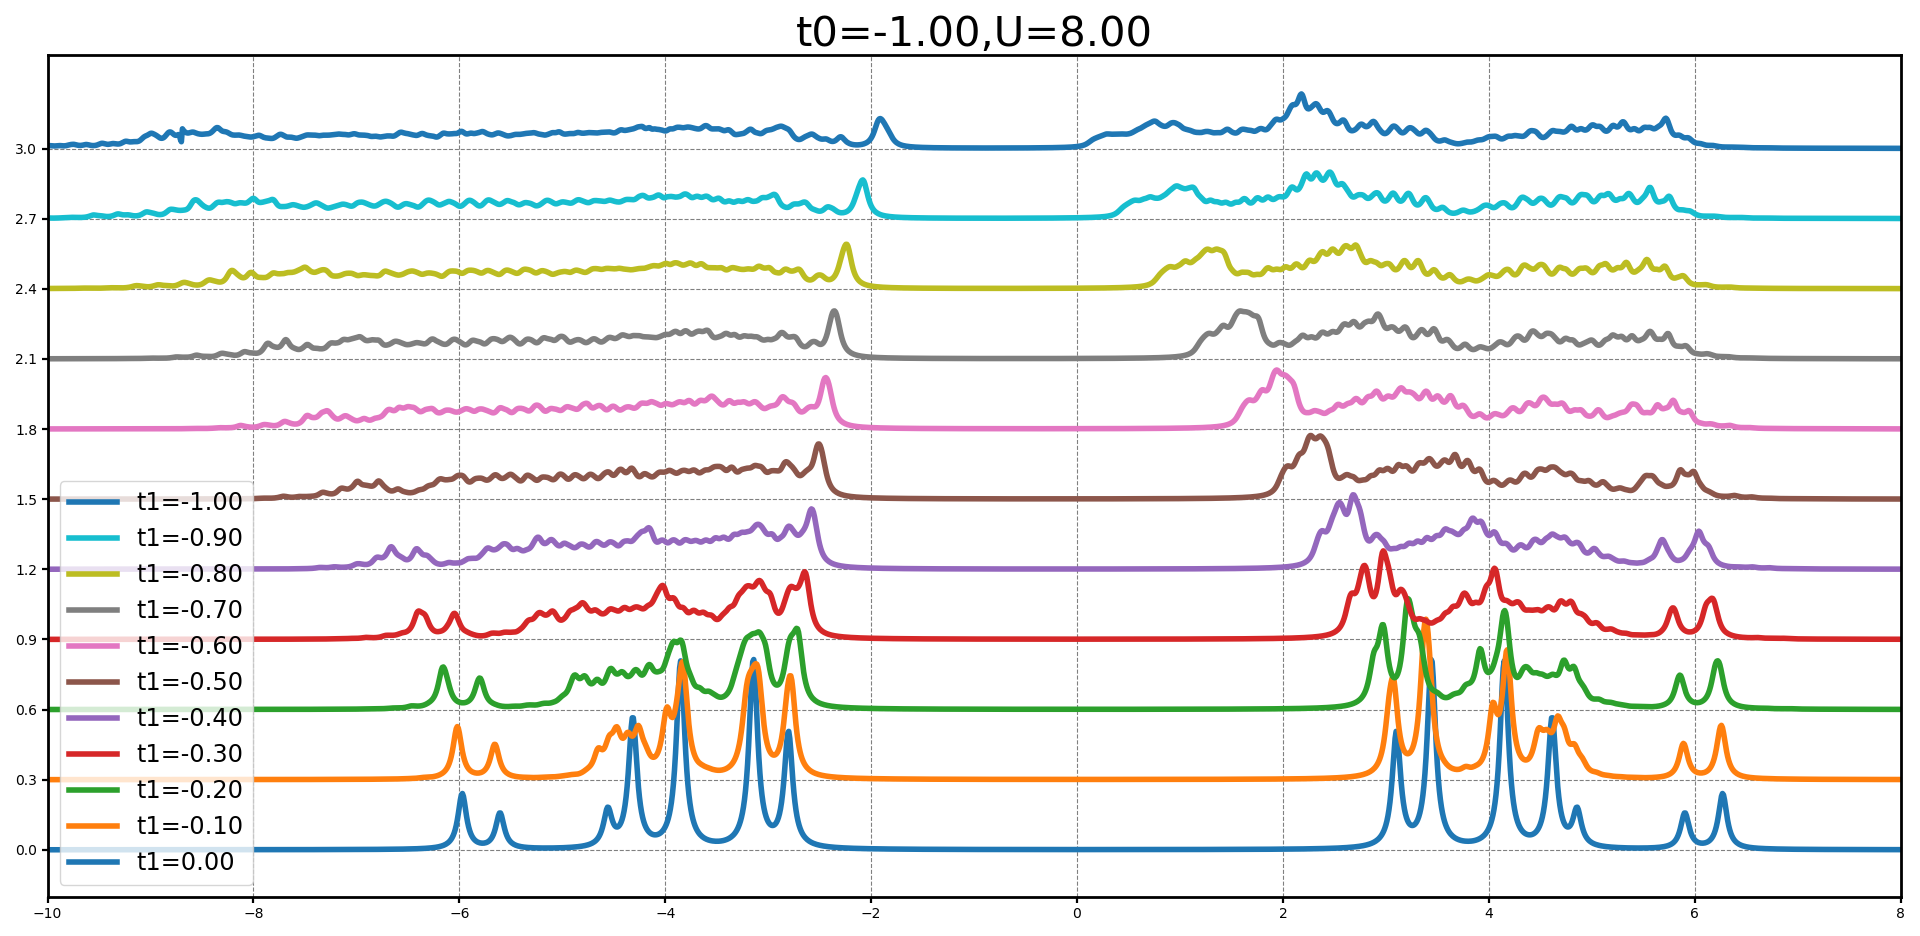 t0=-1.00,U=8.00
3.0
2.7
2.4
2.1
1.8
1.5
1.2
0.9
0.6
0.3
0.0
t1=-1.00
t1=-0.90
t1=-0.80
t1=-0.70
t1=-0.60
t1=-0.50
t1=-0.40
t1=-0.30
t1=-0.20
t1=-0.10
t1=0.00
−10 −8 −6 −4 −2 0 2 4 6 8